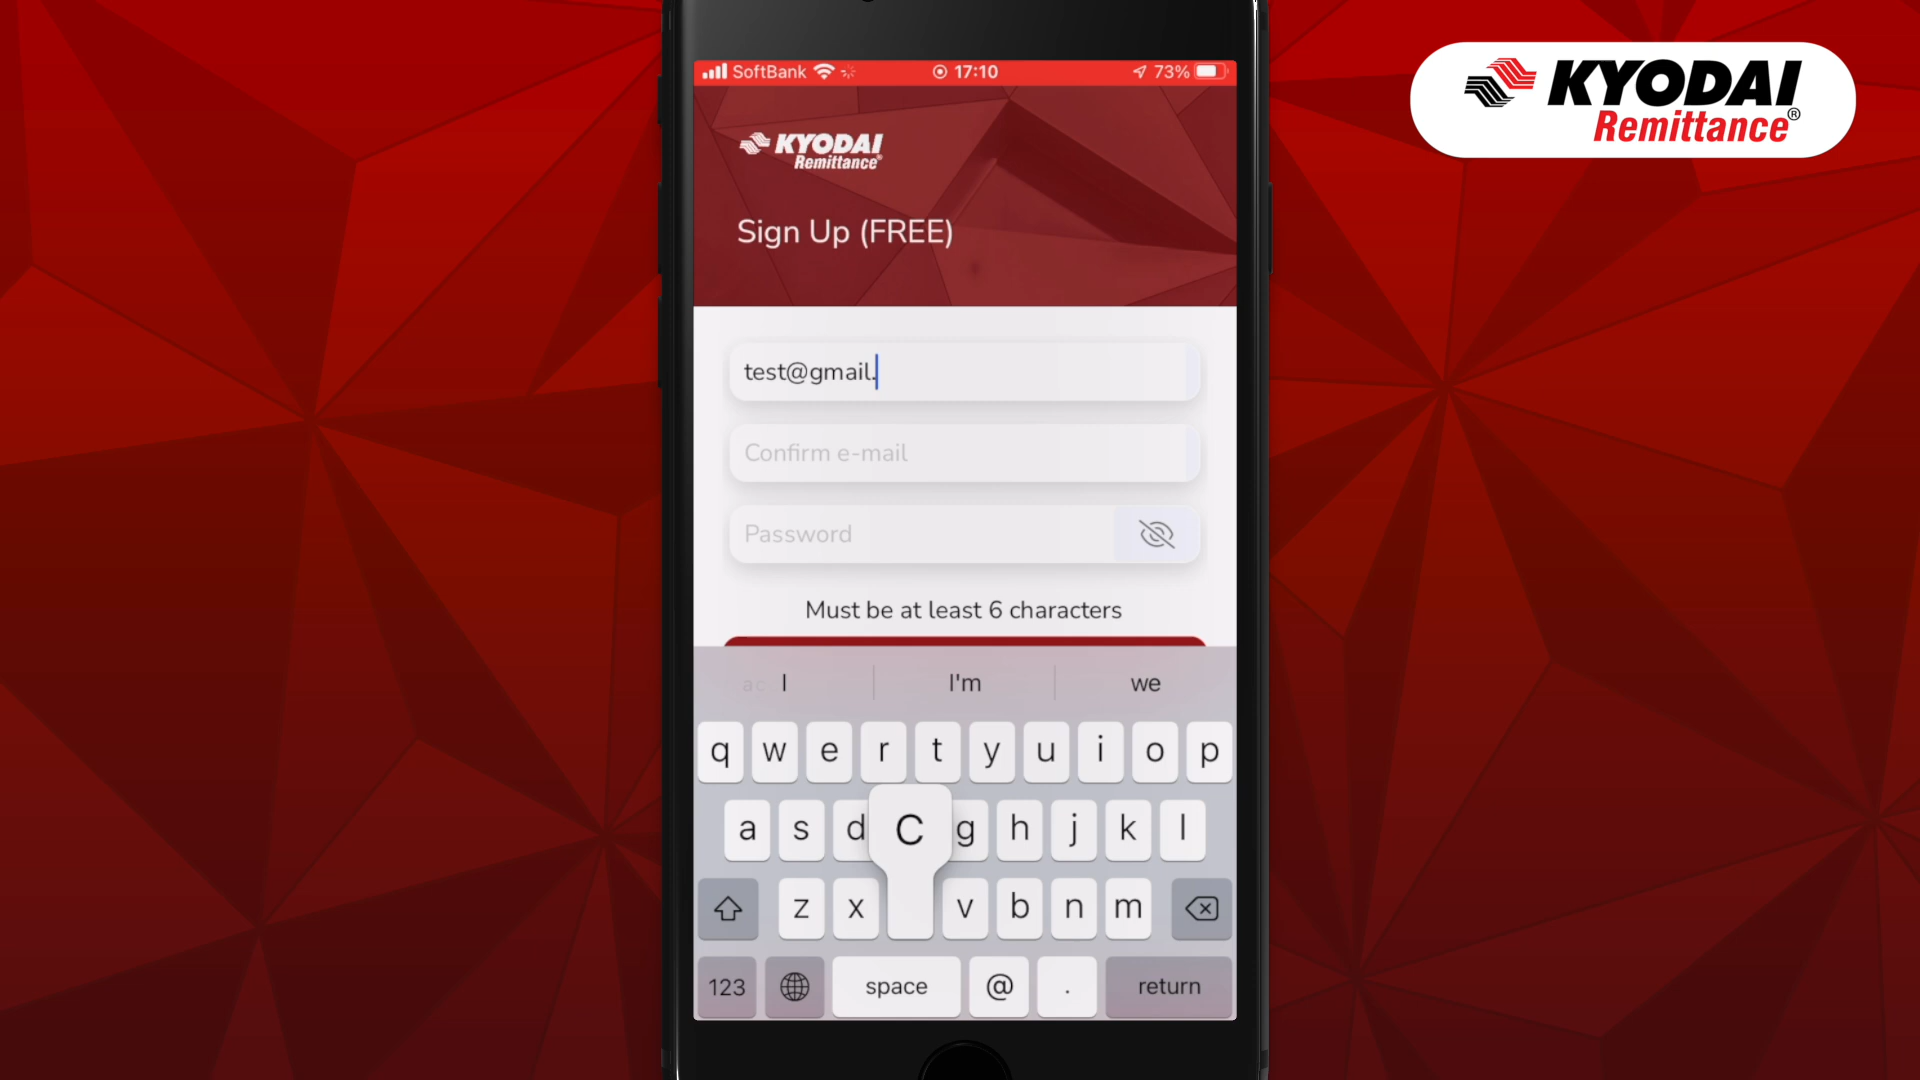 SoftBank 17:10 73%
KYODAI
Remittance®
KYODAI
Remittance®
Sign Up (FREE)
test@gmail.
Confirm e-mail
Password
Must be at least 6 characters
I I'm we
q w e r t y u i o p
a s d C g h j k l
z x v b n m
123 space @ . return